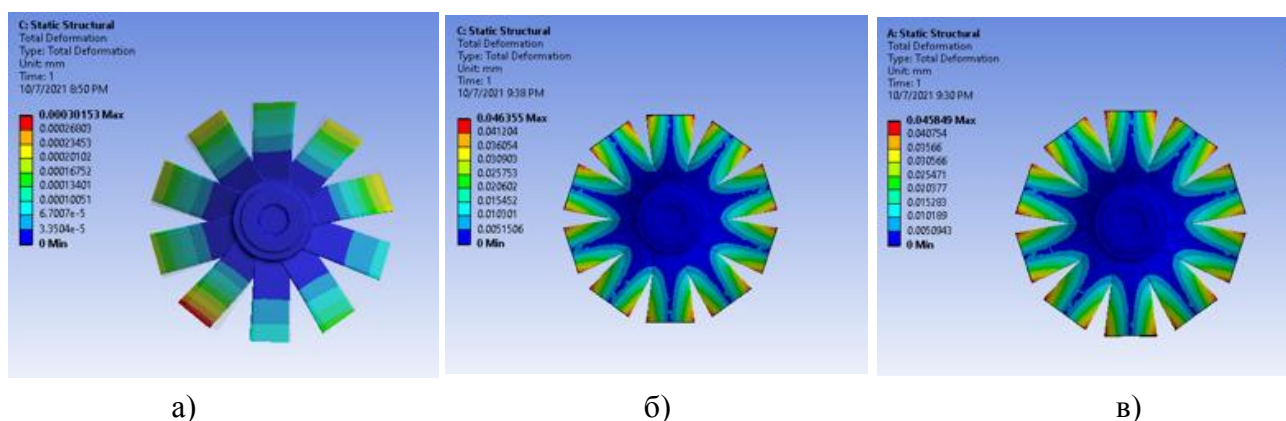 C: Static Structural
Total Deformation
Type: Total Deformation
Unit: mm
Time: 1
10/7/2021 8:50 PM
0.00030153 Max
0.00026803
0.00023453
0.00020102
0.00016752
0.00013401
0.00010051
6.7007e-5
3.3504e-5
0 Min
C: Static Structural
Total Deformation
Type: Total Deformation
Unit: mm
Time: 1
10/7/2021 9:38 PM
0.046355 Max
0.041204
0.036054
0.030903
0.025753
0.020602
0.015452
0.010301
0.0051506
0 Min
A: Static Structural
Total Deformation
Type: Total Deformation
Unit: mm
Time: 1
10/7/2021 9:30 PM
0.045849 Max
0.040754
0.03566
0.030566
0.025471
0.020377
0.015283
0.010189
0.0050943
0 Min
а) б) в)